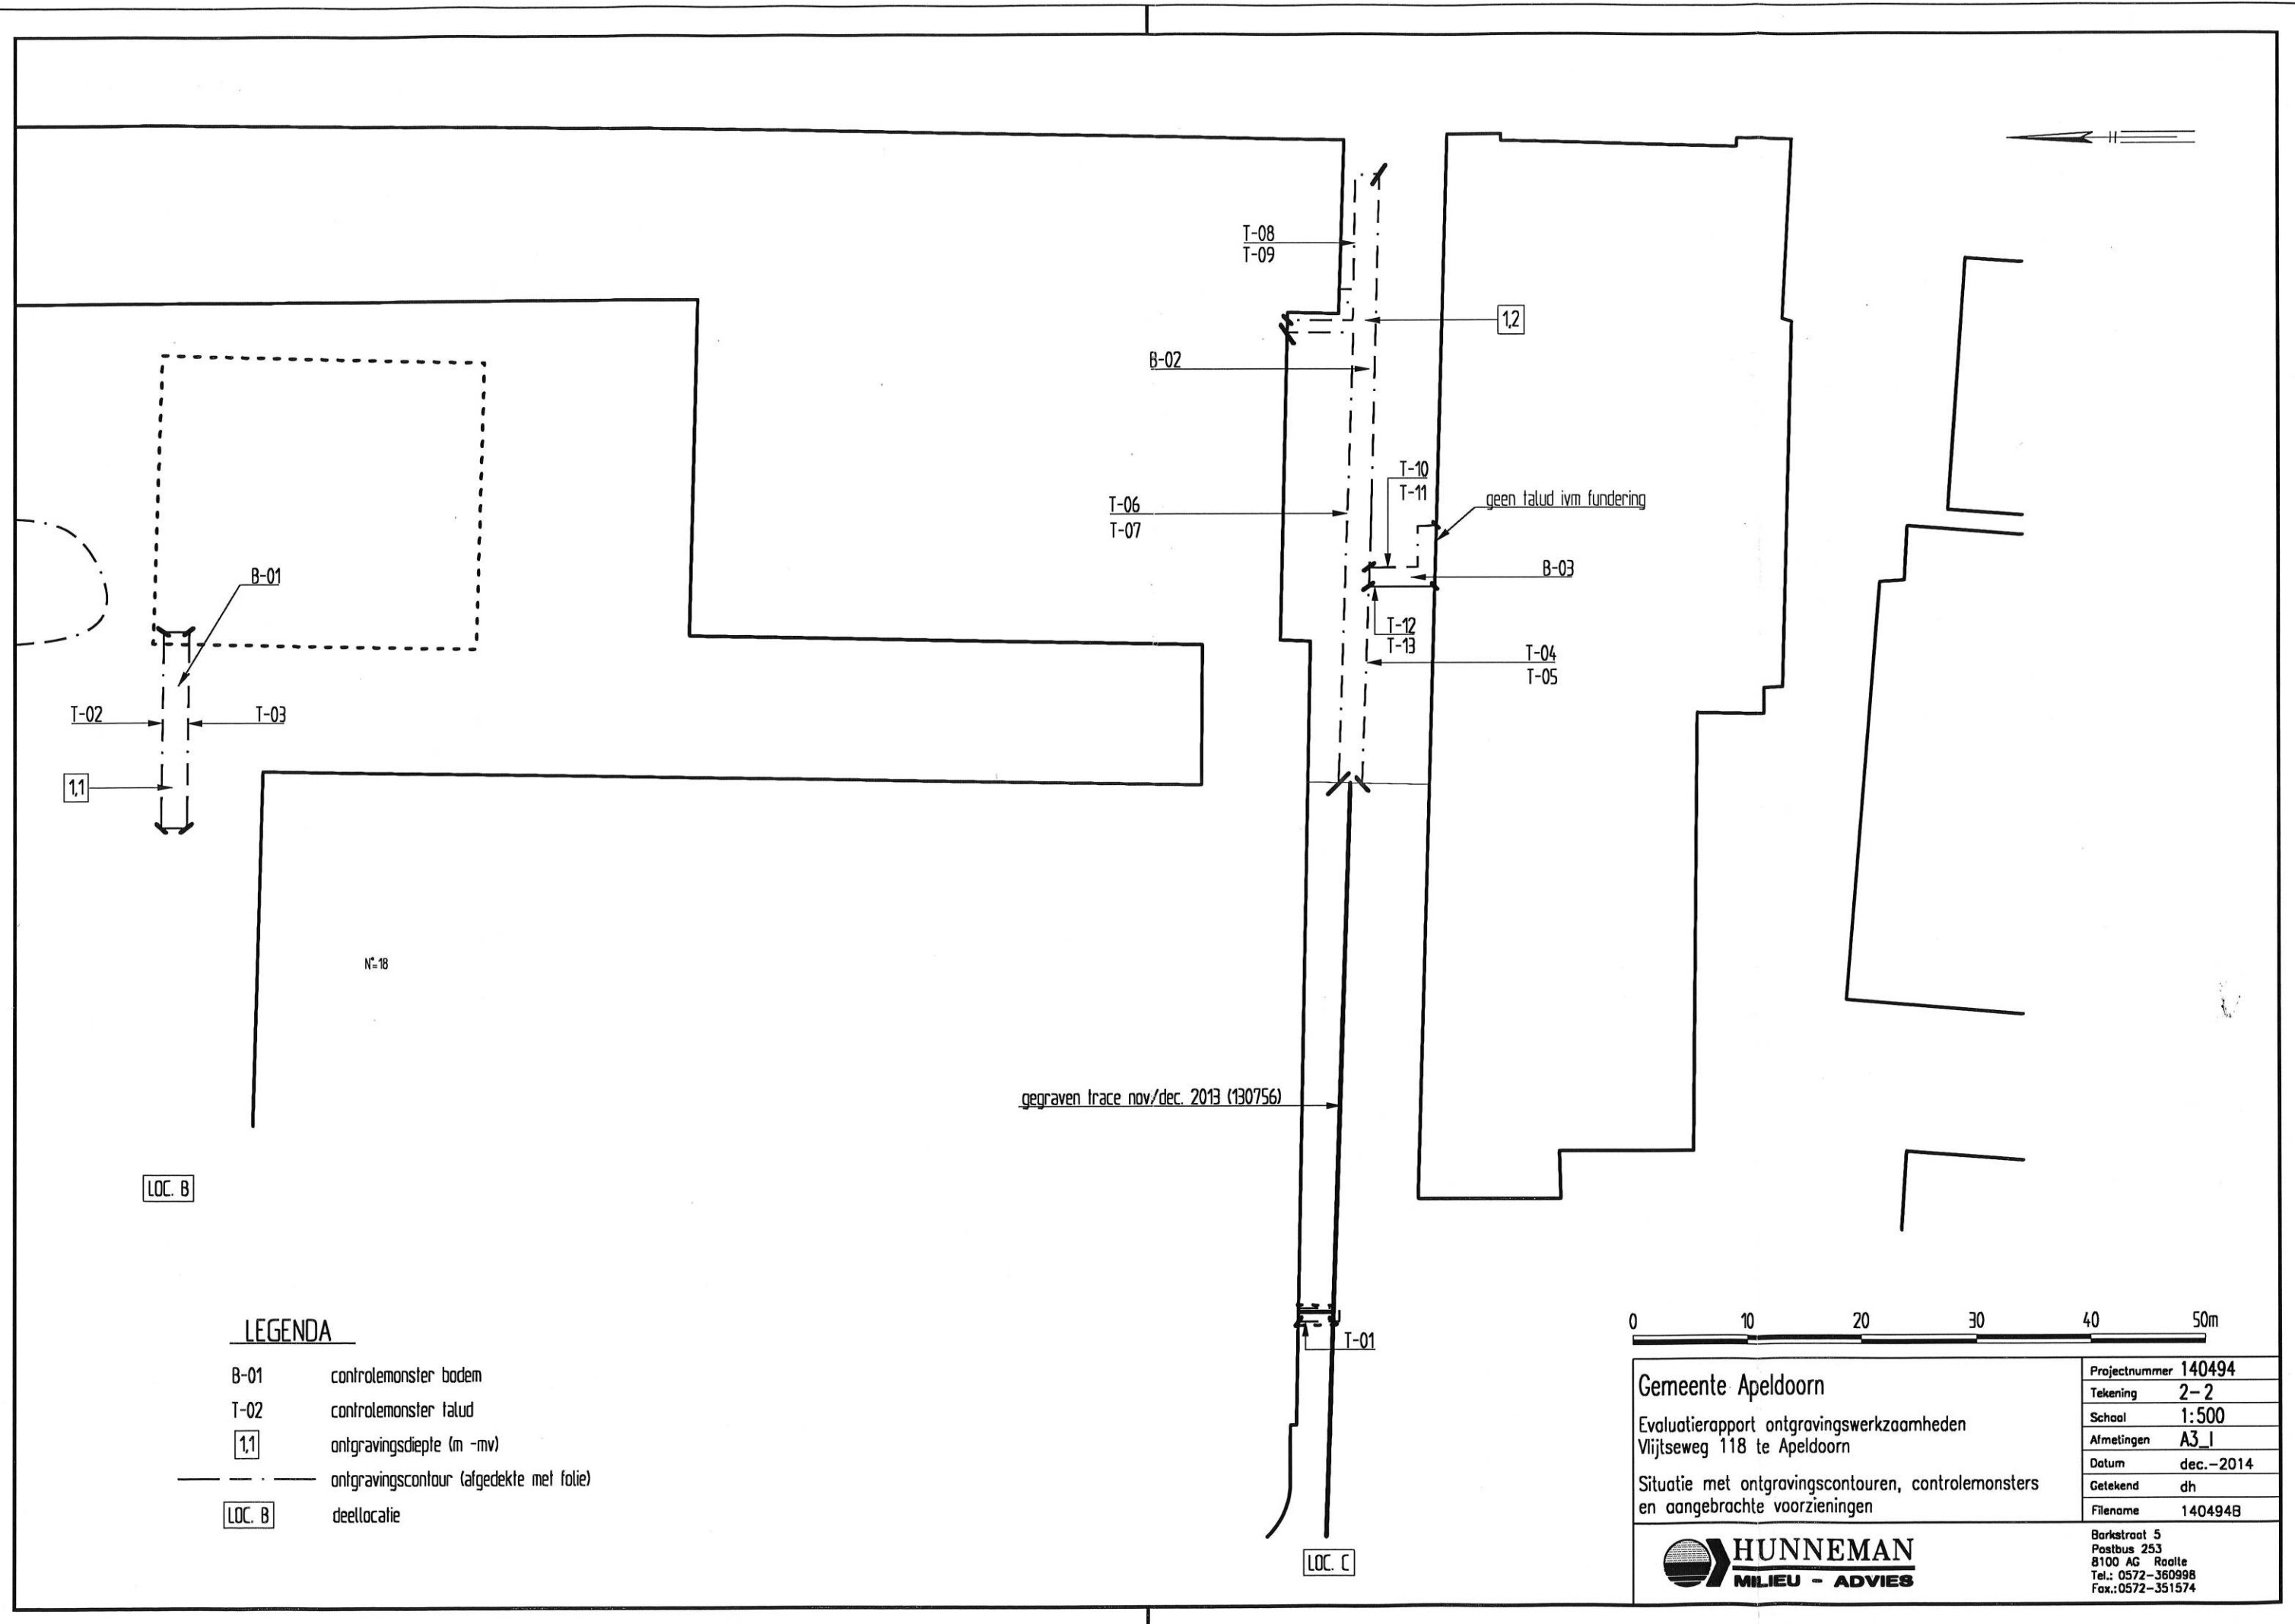 T-08
T-09
1,2
B-02
T-10
T-11
geen talud ivm fundering
T-06
T-07
B-03
B-01
T-12
T-13
T-04
T-05
T-02
T-03
1,1
N°=18
gegraven trace nov/dec. 2013 (130756)
LOC. B
T-01
LOC. C
LEGENDA
B-01 controlemonster bodem
T-02 controlemonster talud
1,1 ontgravingsdiepte (m -mv)
ontgravingscontour (afgedekte met folie)
LOC. B deellocatie
0 10 20 30 40 50m
Gemeente Apeldoorn
Evaluatierapport ontgravingswerkzaamheden
Vlijtseweg 118 te Apeldoorn
Situatie met ontgravingscontouren, controlemonsters
en aangebrachte voorzieningen
Projectnummer 140494
Tekening 2-2
Schaal 1:500
Afmetingen A3_l
Datum dec.-2014
Getekend dh
Filename 140494B
HUNNEMAN
MILIEU - ADVIES
Barkstraat 5
Postbus 253
8100 AG Raalte
Tel.: 0572-360998
Fax.:0572-351574